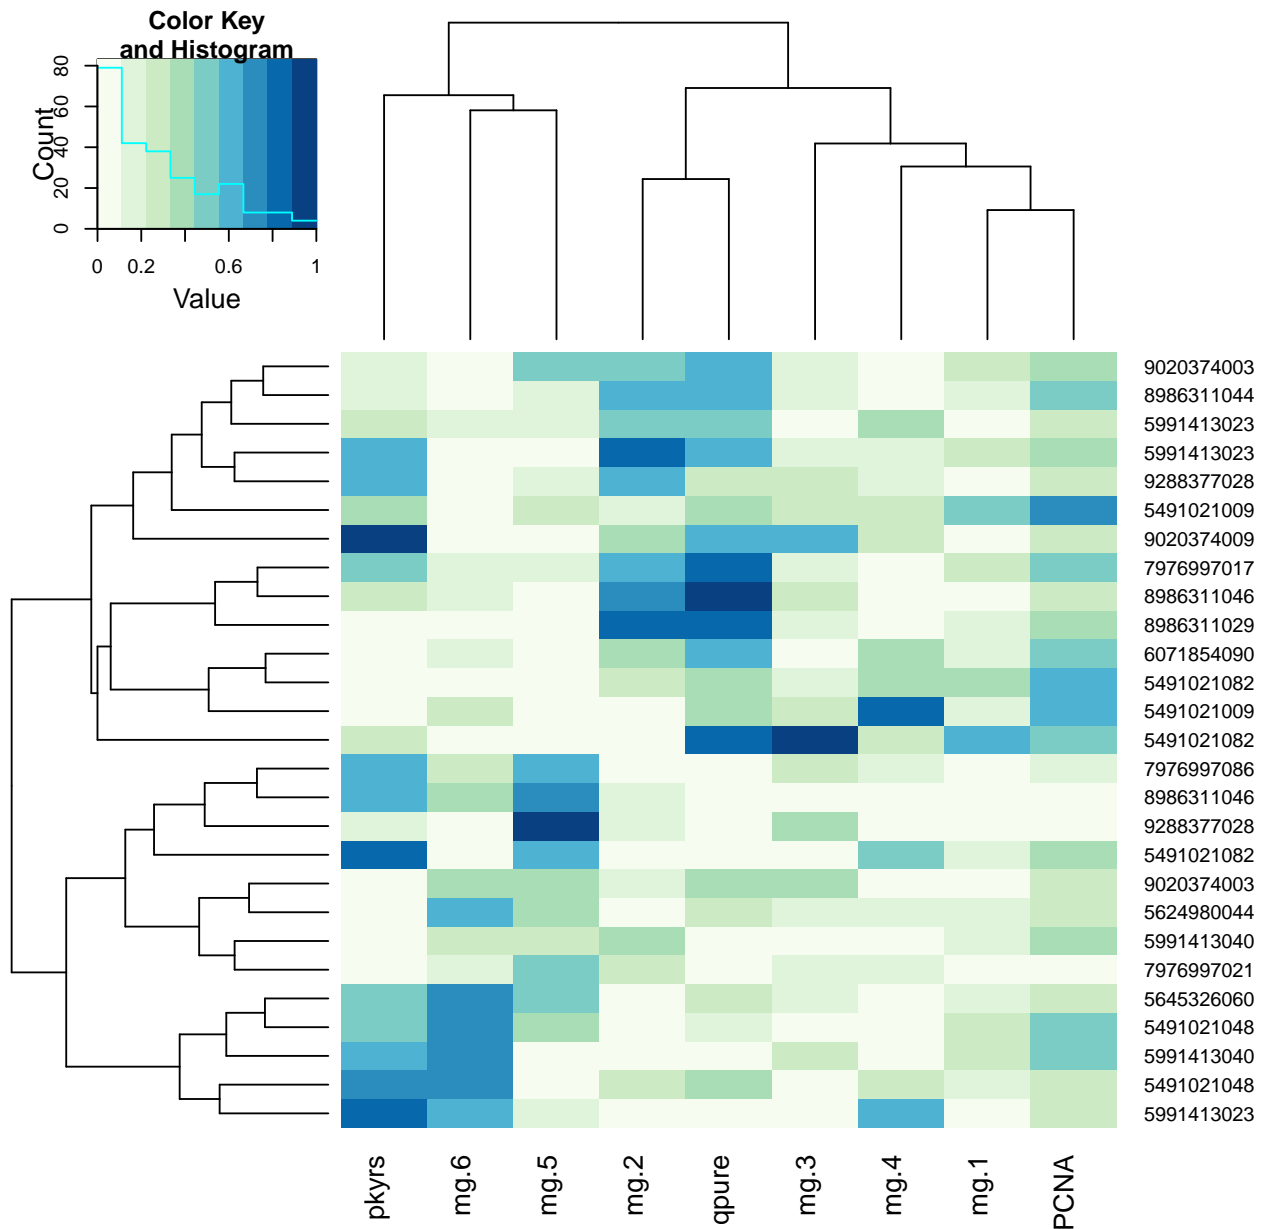 Color Key
and Histogram
Count
0
20
40
60
80
0 0.2 0.6 1
Value
9020374003
8986311044
5991413023
5991413023
9288377028
5491021009
9020374009
7976997017
8986311046
8986311029
6071854090
5491021082
5491021009
5491021082
7976997086
8986311046
9288377028
5491021082
9020374003
5624980044
5991413040
7976997021
5645326060
5491021048
5991413040
5491021048
5991413023
pkyrs
mg.6
mg.5
mg.2
qpure
mg.3
mg.4
mg.1
PCNA